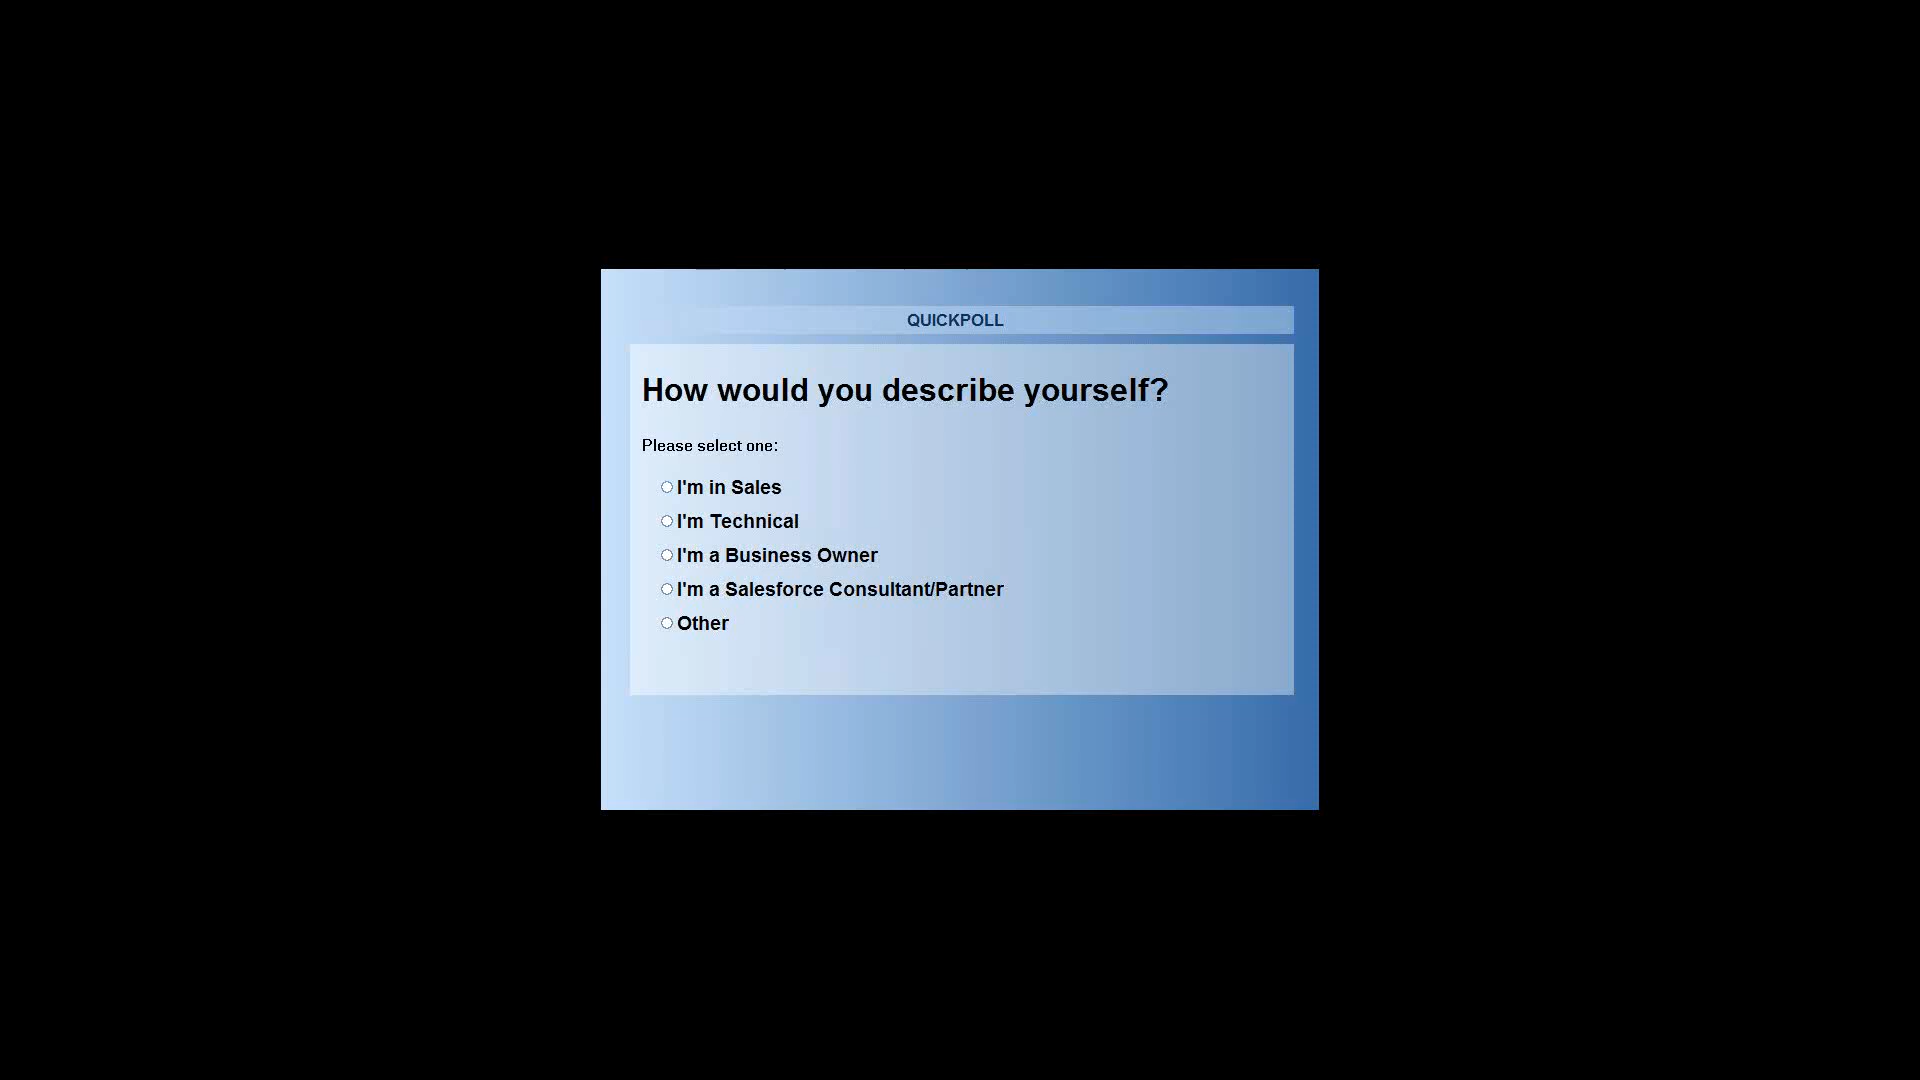 QUICKPOLL
How would you describe yourself?
Please select one:
I'm in Sales
I'm Technical
I'm a Business Owner
I'm a Salesforce Consultant/Partner
Other